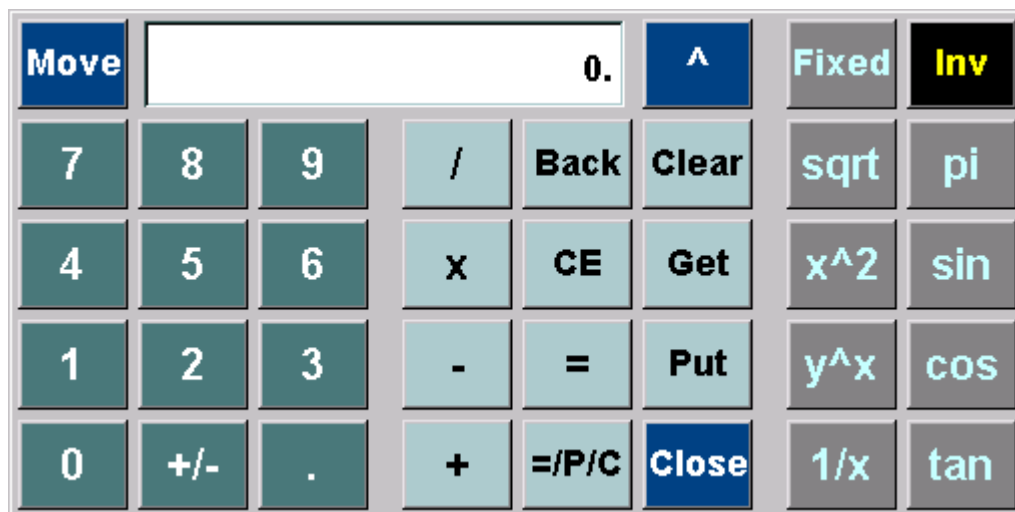 Move 0. ^ Fixed Inv
7 8 9 / Back Clear sqrt pi
4 5 6 x CE Get x^2 sin
1 2 3 - = Put y^x cos
0 +/- . + =/P/C Close 1/x tan